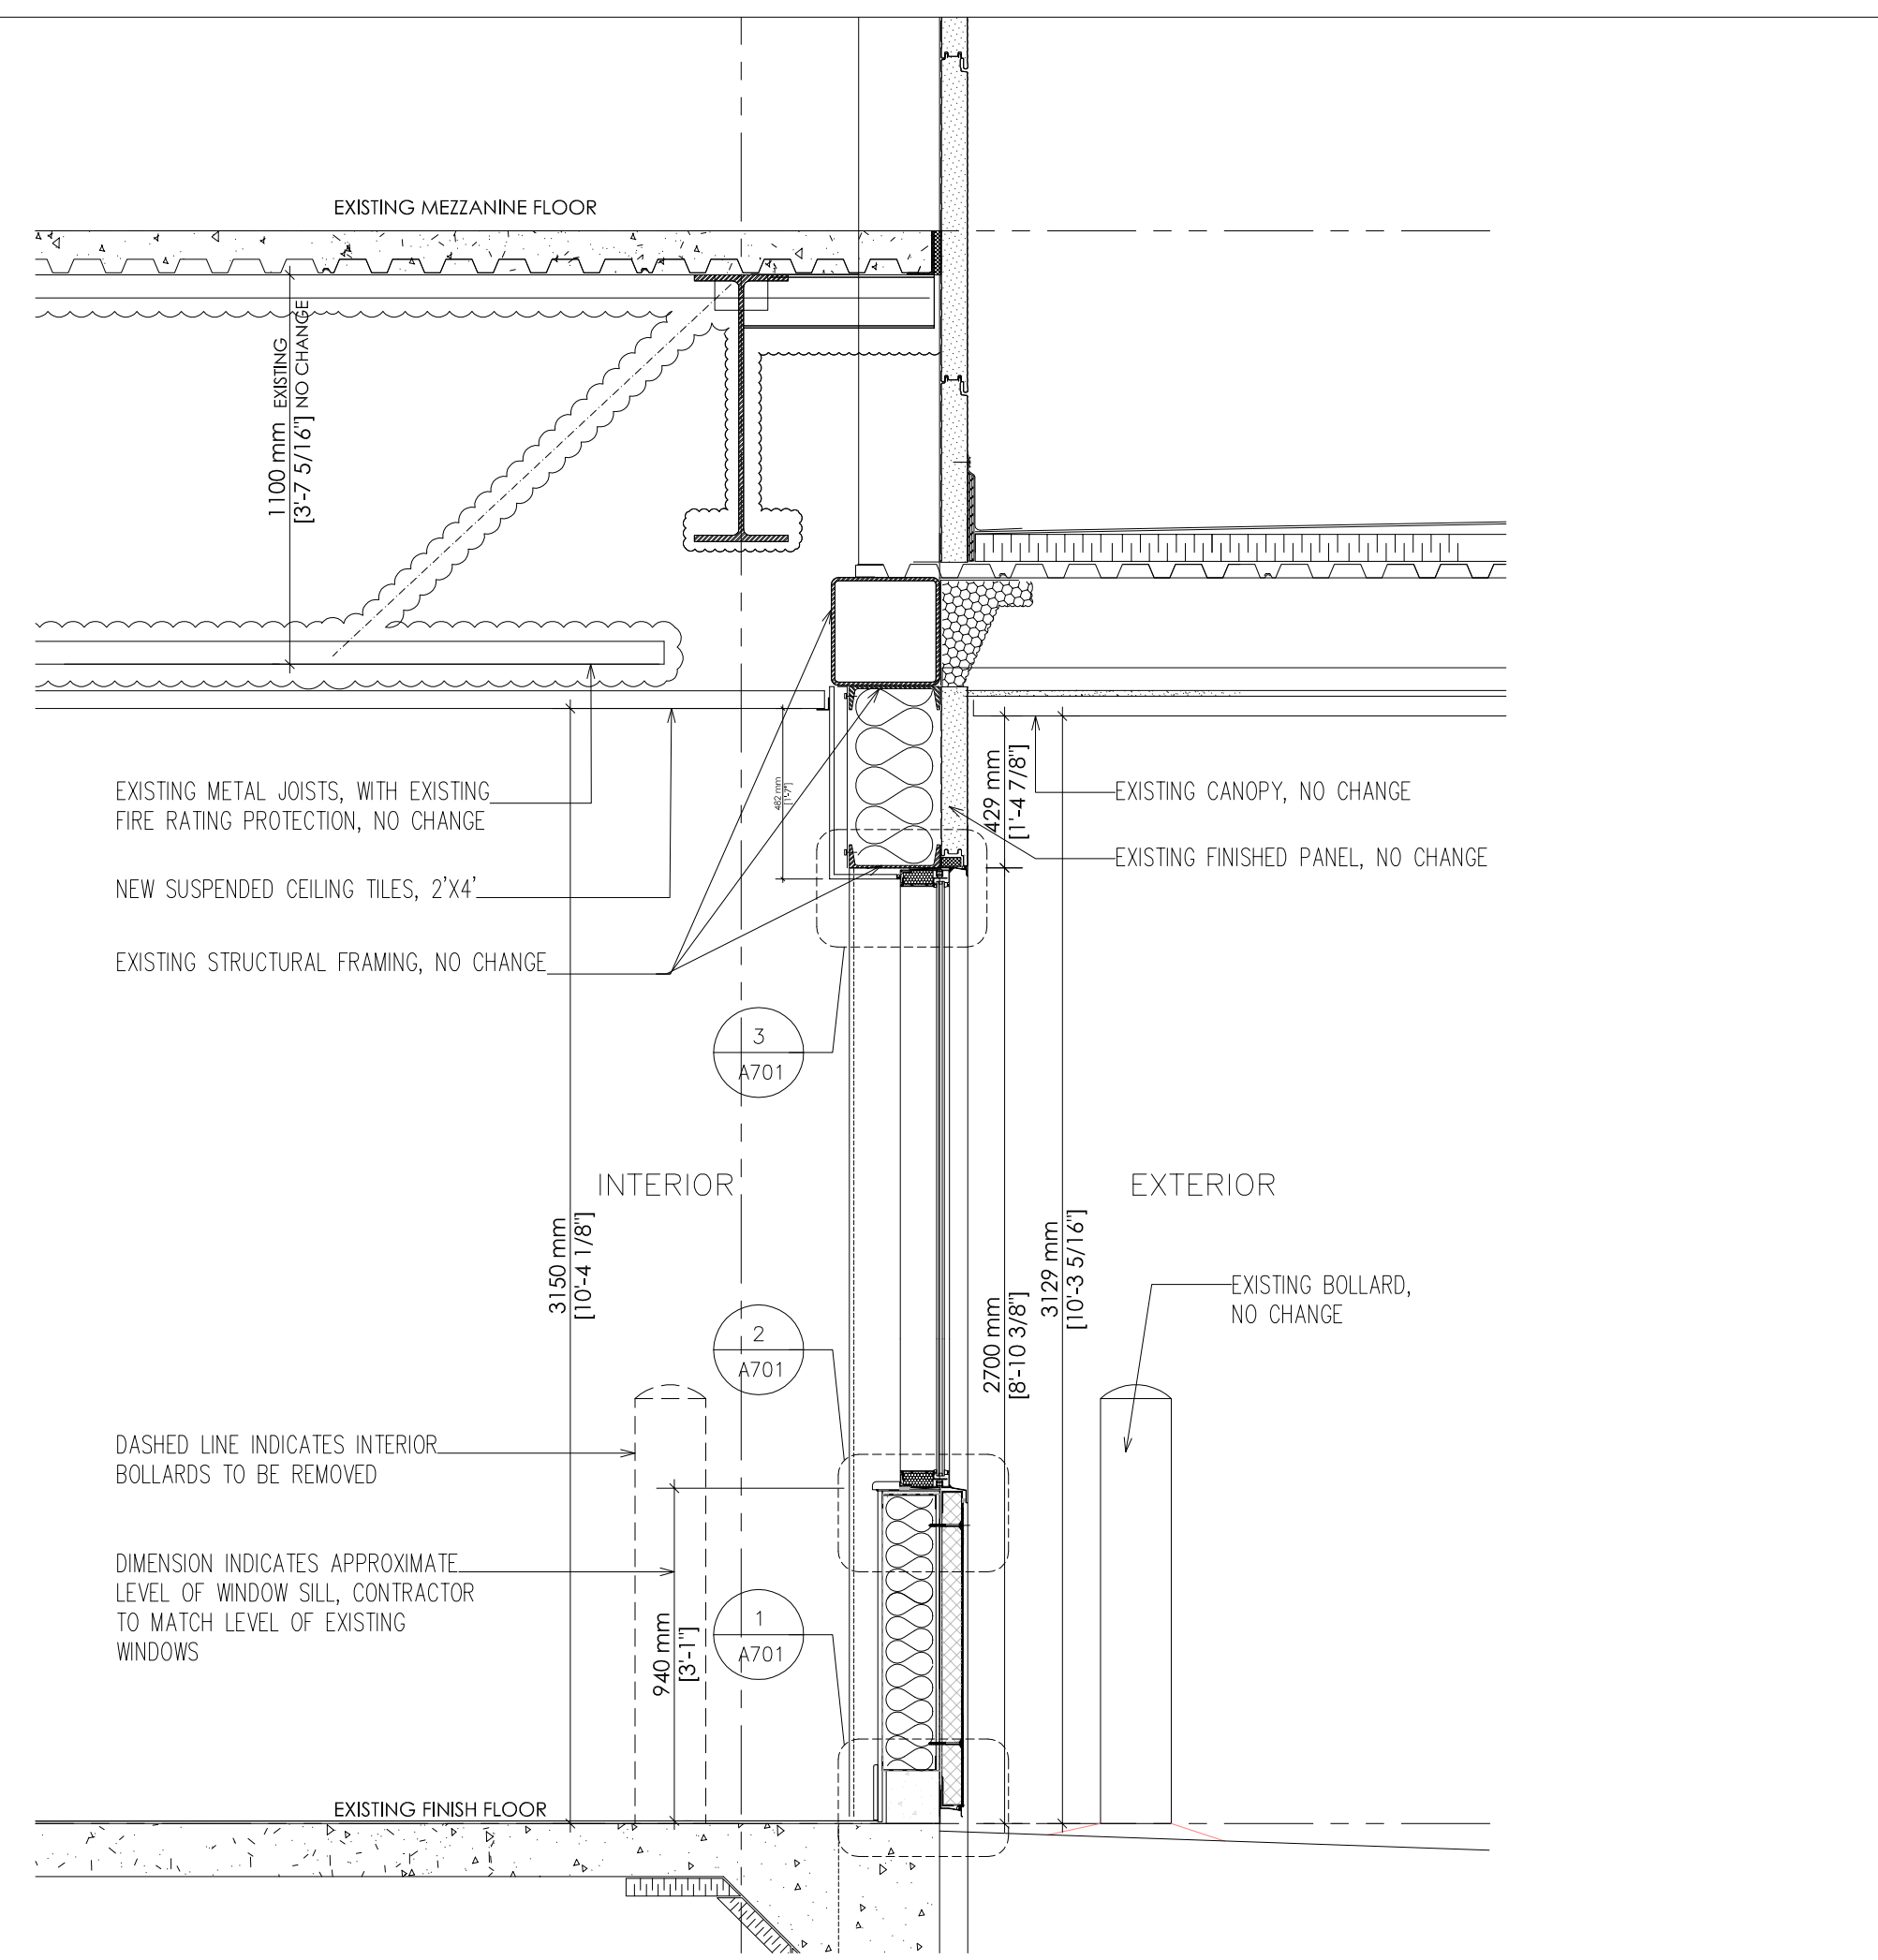 EXISTING MEZZANINE FLOOR
1100 mm EXISTING
[3'-7 5/16"] NO CHANGE
EXISTING METAL JOISTS, WITH EXISTING
FIRE RATING PROTECTION, NO CHANGE
NEW SUSPENDED CEILING TILES, 2'X4'
EXISTING STRUCTURAL FRAMING, NO CHANGE
482 mm
[1'-7"]
429 mm
[1'-4 7/8"]
EXISTING CANOPY, NO CHANGE
EXISTING FINISHED PANEL, NO CHANGE
3
A701
INTERIOR
EXTERIOR
3150 mm
[10'-4 1/8"]
2700 mm
[8'-10 3/8"]
3129 mm
[10'-3 5/16"]
EXISTING BOLLARD,
NO CHANGE
2
A701
DASHED LINE INDICATES INTERIOR
BOLLARDS TO BE REMOVED
DIMENSION INDICATES APPROXIMATE
LEVEL OF WINDOW SILL, CONTRACTOR
TO MATCH LEVEL OF EXISTING
WINDOWS
940 mm
[3'-1"]
1
A701
EXISTING FINISH FLOOR